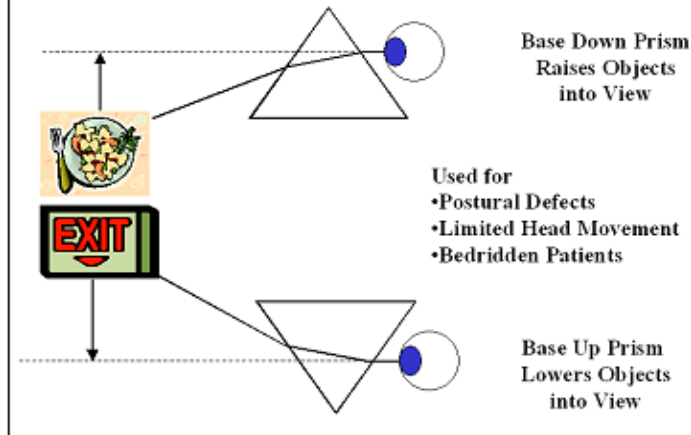 Base Down Prism
Raises Objects
into View
Used for
•Postural Defects
•Limited Head Movement
•Bedridden Patients
EXIT
Base Up Prism
Lowers Objects
into View